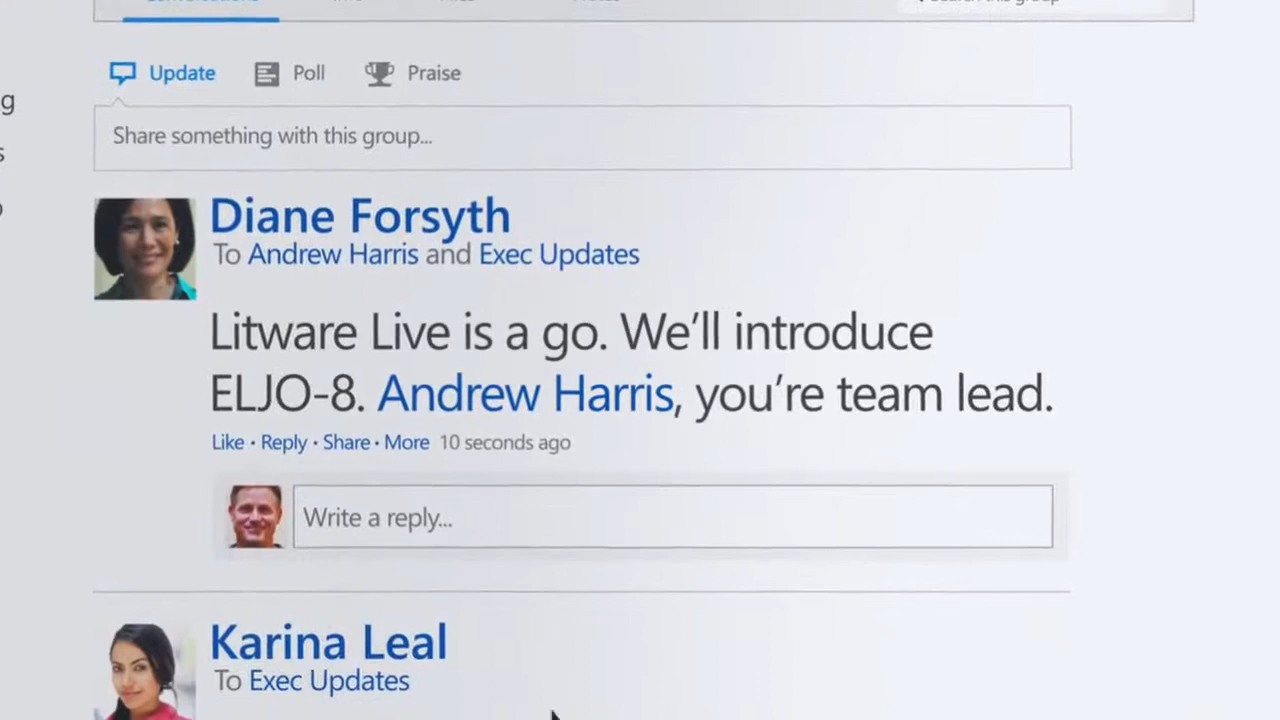 Update Poll Praise
Share something with this group...
Diane Forsyth
To Andrew Harris and Exec Updates
Litware Live is a go. We'll introduce
ELJO-8. Andrew Harris, you're team lead.
Like · Reply · Share · More 10 seconds ago
Write a reply...
Karina Leal
To Exec Updates